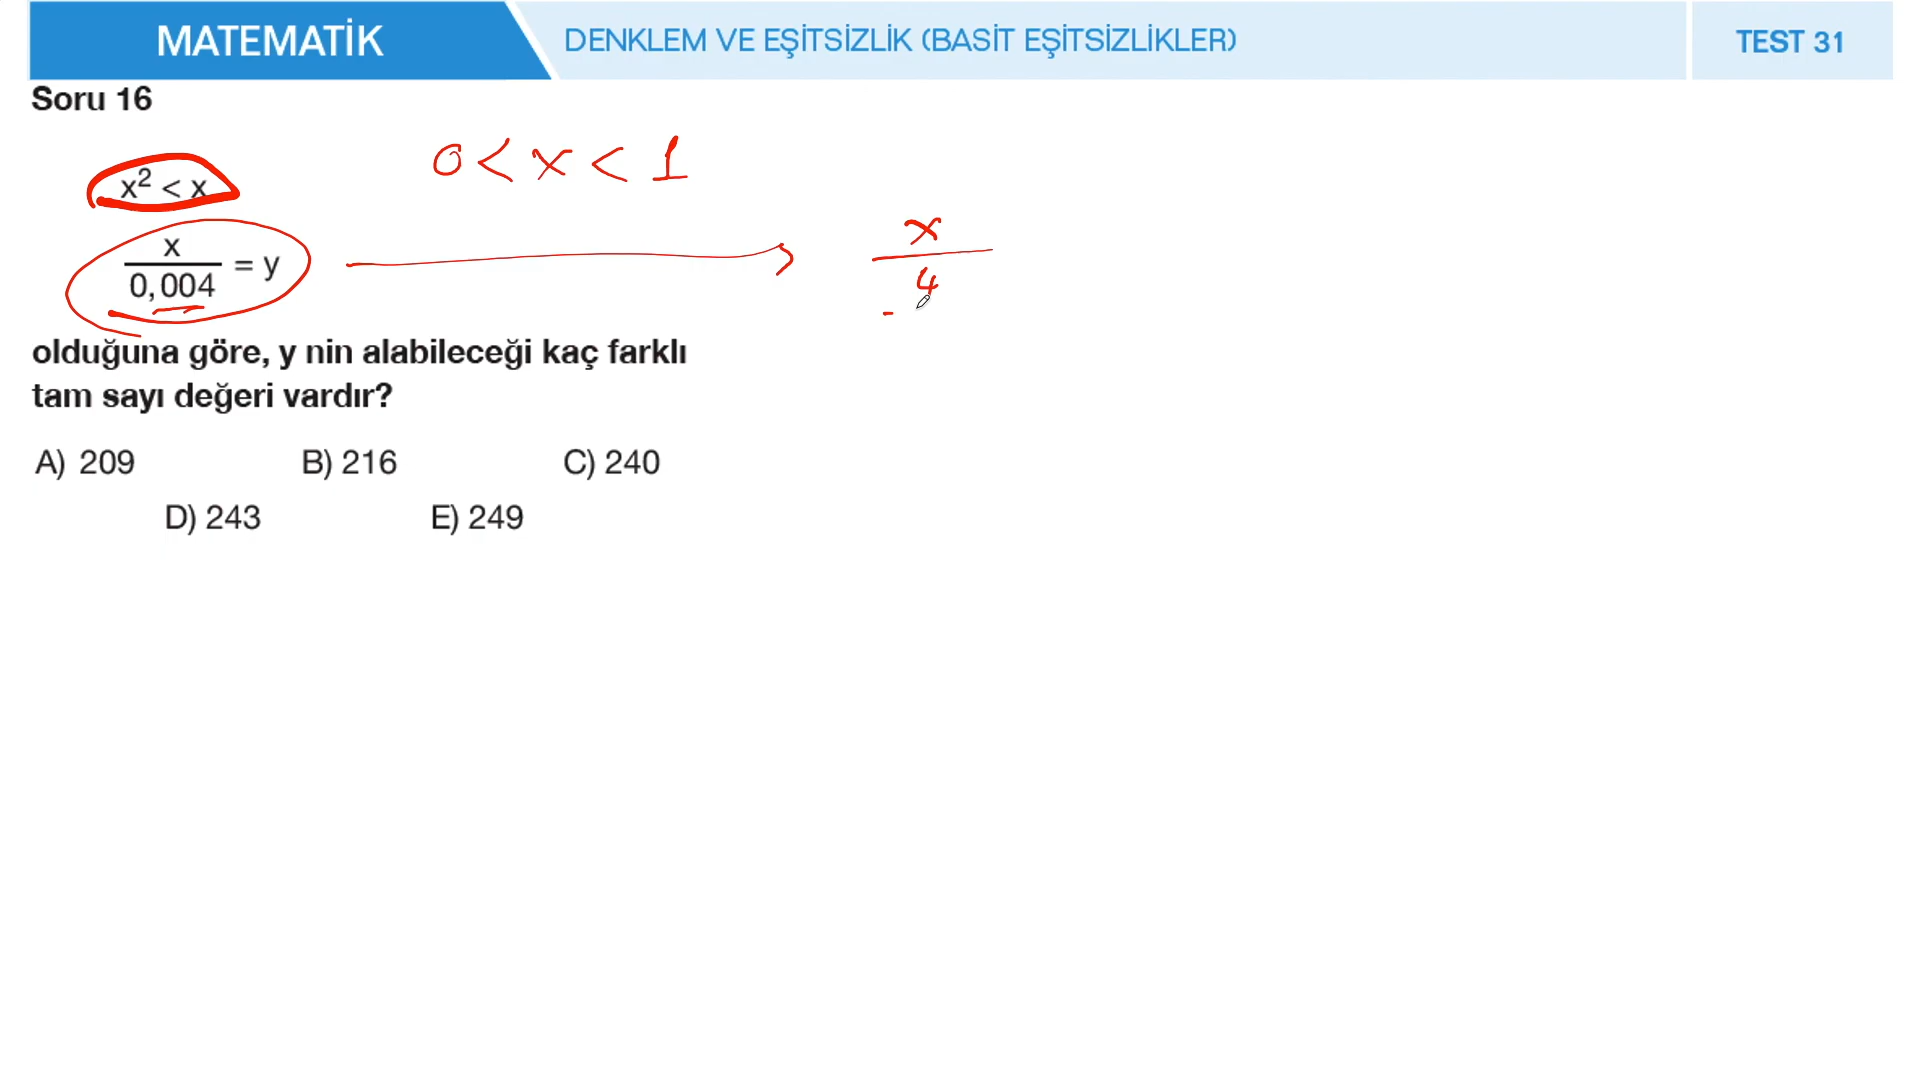 MATEMATİK
DENKLEM VE EŞİTSİZLİK (BASİT EŞİTSİZLİKLER)
TEST 31
Soru 16
x² < x
0 < x < 1
x
0,004
= y
x
4
-
olduğuna göre, y nin alabileceği kaç farklı
tam sayı değeri vardır?
A) 209 B) 216 C) 240
D) 243 E) 249